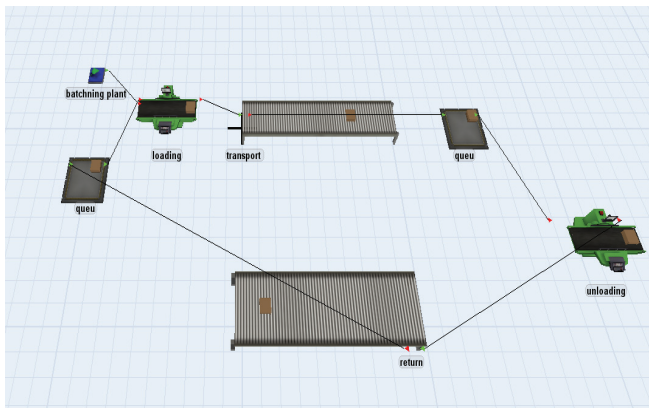 batchning plant
loading
transport
queu
queu
unloading
return